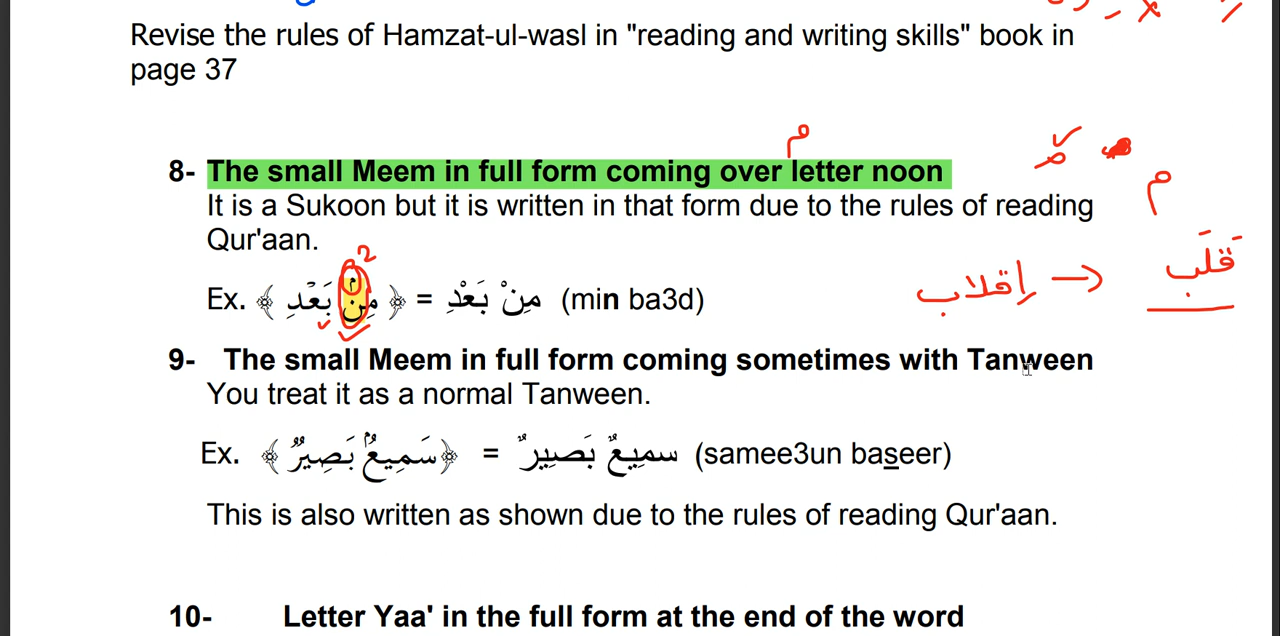 Revise the rules of Hamzat-ul-wasl in "reading and writing skills" book in
page 37
م
8- The small Meem in full form coming over letter noon
م
It is a Sukoon but it is written in that form due to the rules of reading
Qur'aan.
قَلَب → إقلاب
2
Ex. ﴿مِنۢ بَعْدِ﴾ = مِنْ بَعْدِ (min ba3d)
9- The small Meem in full form coming sometimes with Tanween
You treat it as a normal Tanween.
Ex. ﴿سَمِيعُۢ بَصِيرٌ﴾ = سميعٌ بَصيرٌ (samee3un baseer)
This is also written as shown due to the rules of reading Qur'aan.
10- Letter Yaa' in the full form at the end of the word